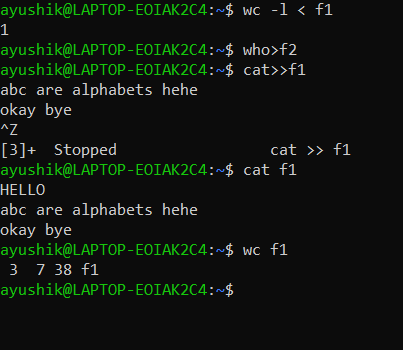 ayushik@LAPTOP-EOIAK2C4:~$ wc -l < f1
1
ayushik@LAPTOP-EOIAK2C4:~$ who>f2
ayushik@LAPTOP-EOIAK2C4:~$ cat>>f1
abc are alphabets hehe
okay bye
^Z
[3]+  Stopped                 cat >> f1
ayushik@LAPTOP-EOIAK2C4:~$ cat f1
HELLO
abc are alphabets hehe
okay bye
ayushik@LAPTOP-EOIAK2C4:~$ wc f1
 3  7 38 f1
ayushik@LAPTOP-EOIAK2C4:~$